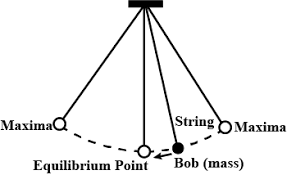 String
Maxima
Maxima
Equilibrium Point
Bob (mass)